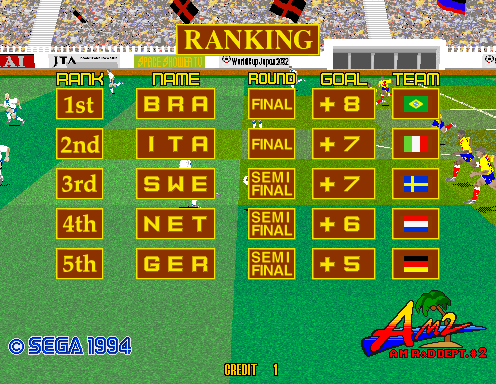 RANKING
AI
JTA
SPACE
World Cup Japan 2002
RANK NAME ROUND GOAL TEAM
1st BRA FINAL +8
2nd ITA FINAL +7
3rd SWE SEMI FINAL +7
4th NET SEMI FINAL +6
5th GER SEMI FINAL +5
AM2
AM R&D DEPT.#2
© SEGA 1994
CREDIT 1